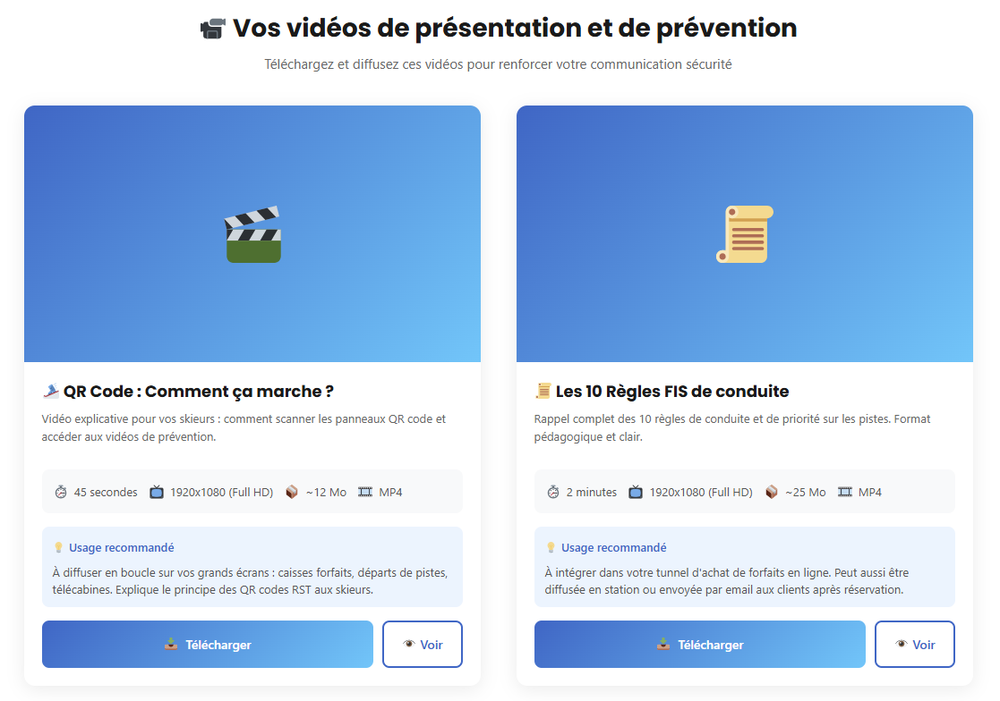 Vos vidéos de présentation et de prévention
Téléchargez et diffusez ces vidéos pour renforcer votre communication sécurité
QR Code : Comment ça marche ?
Vidéo explicative pour vos skieurs : comment scanner les panneaux QR code et
accéder aux vidéos de prévention.
45 secondes 1920x1080 (Full HD) ~12 Mo MP4
Usage recommandé
À diffuser en boucle sur vos grands écrans : caisses forfaits, départs de pistes,
télécabines. Explique le principe des QR codes RST aux skieurs.
Télécharger Voir
Les 10 Règles FIS de conduite
Rappel complet des 10 règles de conduite et de priorité sur les pistes. Format
pédagogique et clair.
2 minutes 1920x1080 (Full HD) ~25 Mo MP4
Usage recommandé
À intégrer dans votre tunnel d'achat de forfaits en ligne. Peut aussi être
diffusée en station ou envoyée par email aux clients après réservation.
Télécharger Voir